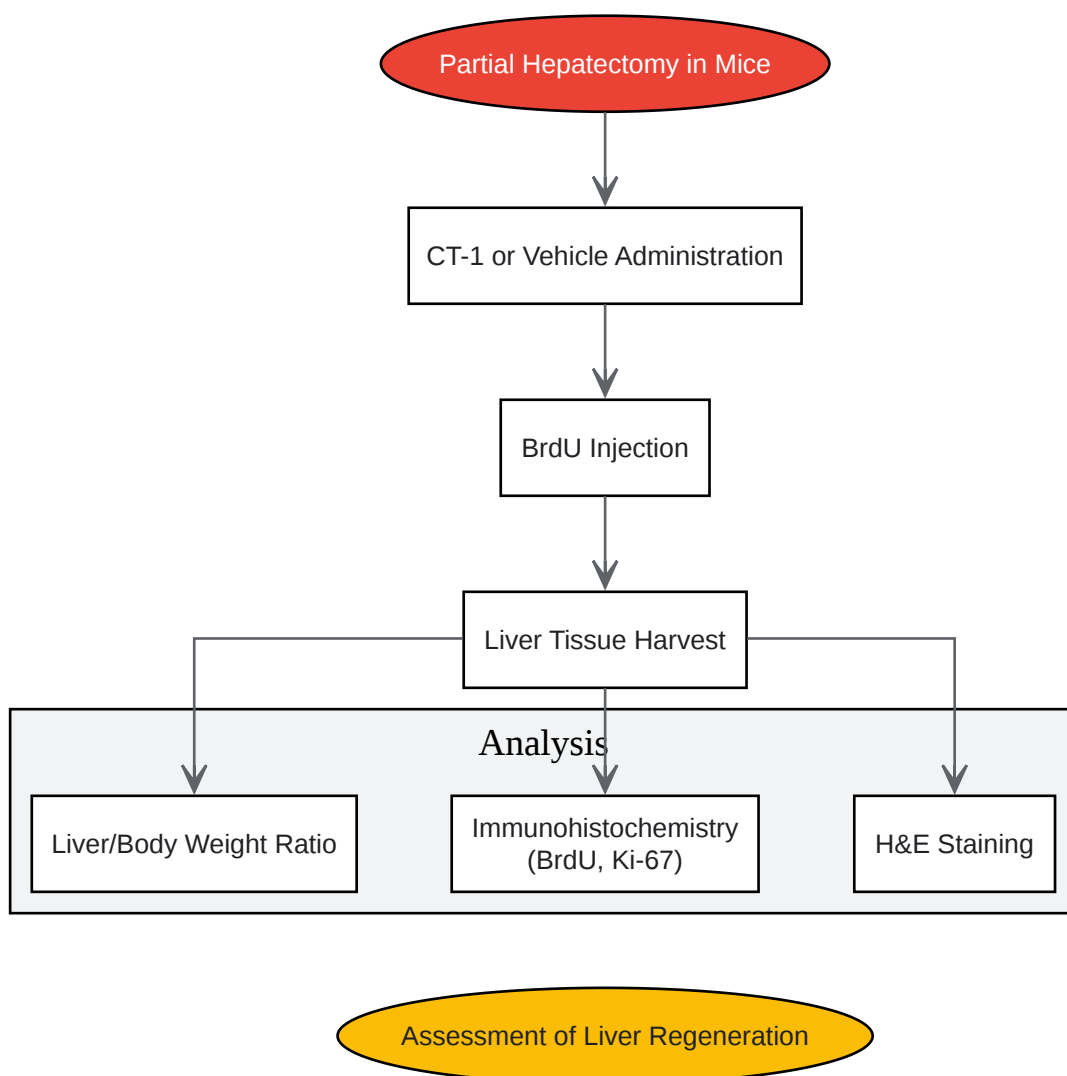 Partial Hepatectomy in Mice
CT-1 or Vehicle Administration
BrdU Injection
Liver Tissue Harvest
Analysis
Liver/Body Weight Ratio
Immunohistochemistry
(BrdU, Ki-67)
H&E Staining
Assessment of Liver Regeneration